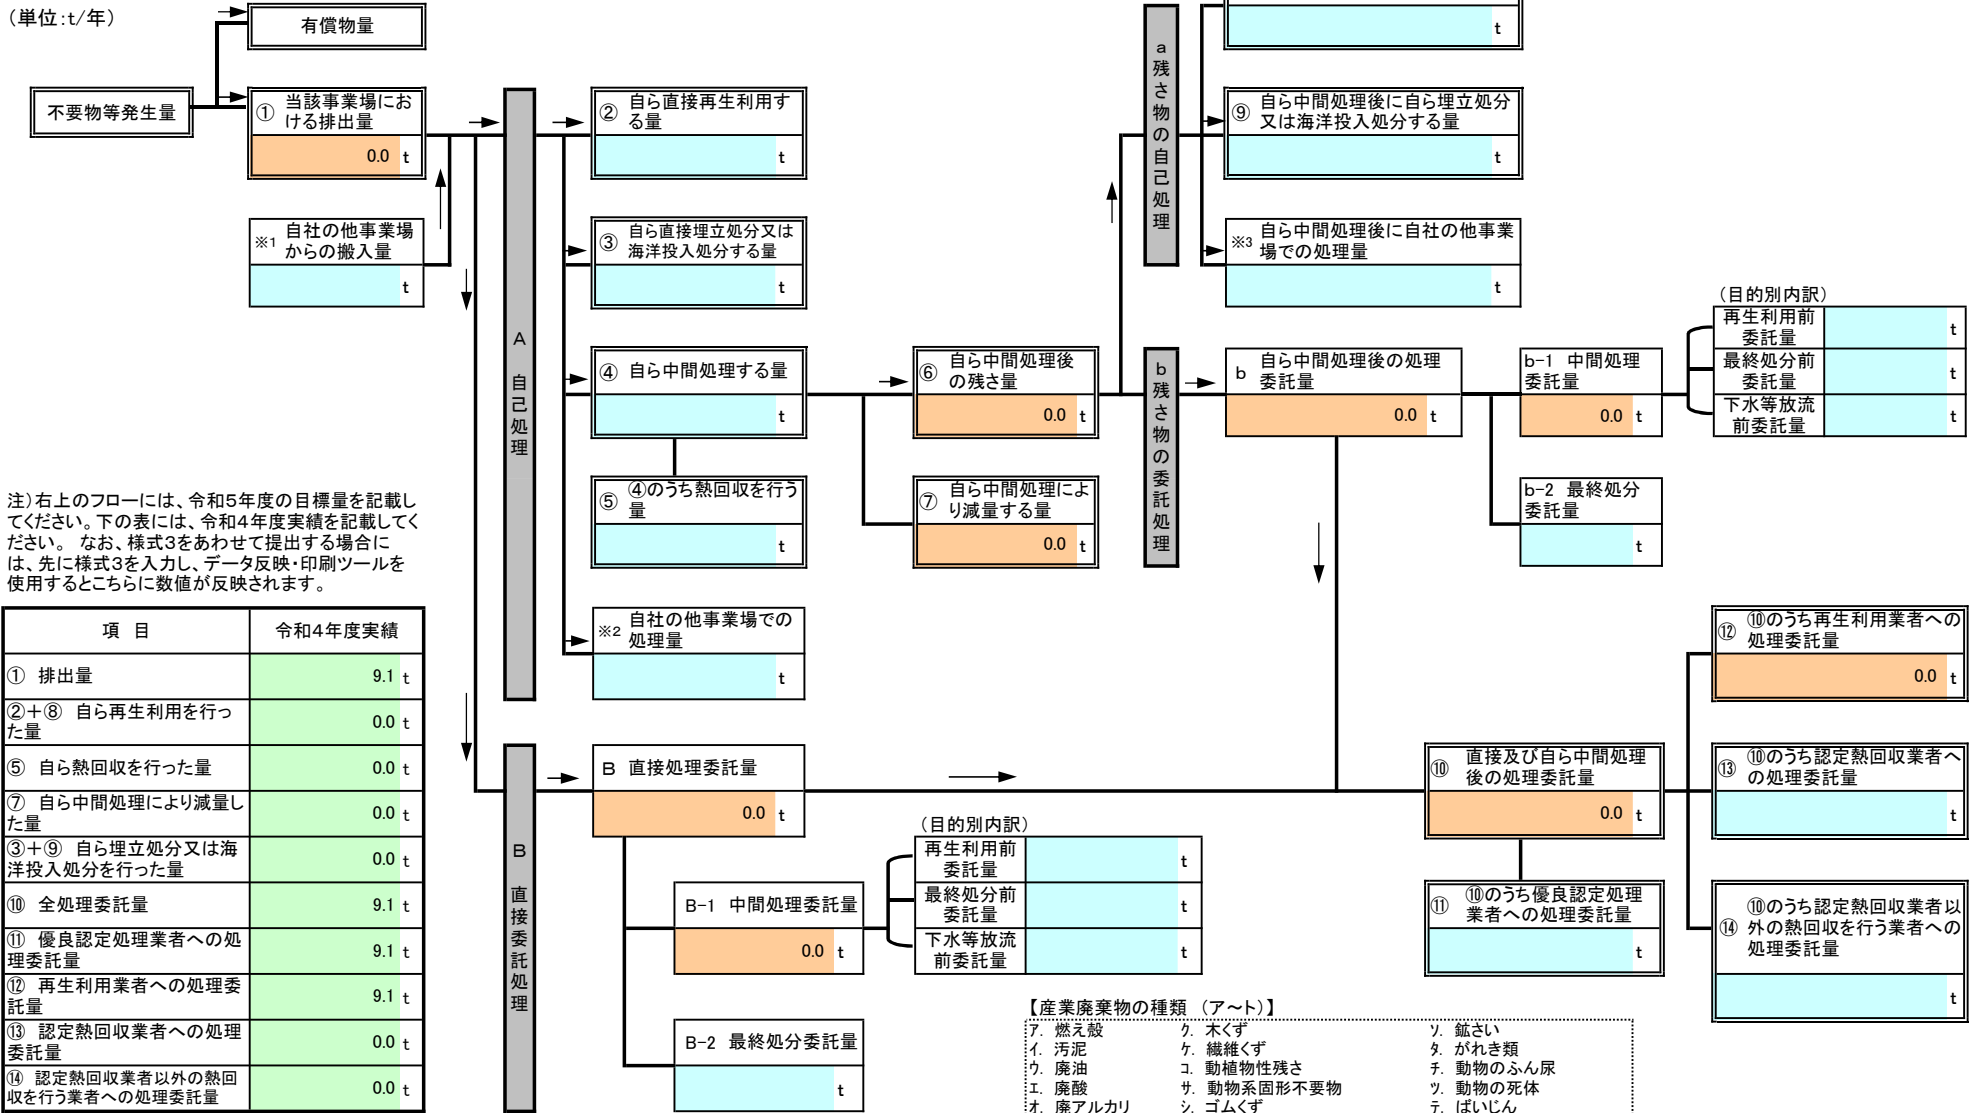 （単位：t/年）
有償物量
不要物等発生量
① 当該事業場にお
ける排出量
0.0 t
※1 自社の他事業場
からの搬入量
t
A 自己処理
② 自ら直接再生利用す
る量
t
③ 自ら直接埋立処分又は
海洋投入処分する量
t
④ 自ら中間処理する量
t
⑤ ④のうち熱回収を行う
量
t
※2 自社の他事業場での
処理量
t
⑥ 自ら中間処理後
の残さ量
0.0 t
⑦ 自ら中間処理によ
り減量する量
0.0 t
a 残さ物の自己処理
t
⑨ 自ら中間処理後に自ら埋立処分
又は海洋投入処分する量
t
※3 自ら中間処理後に自社の他事業
場での処理量
t
b 残さ物の委託処理
b 自ら中間処理後の処理
委託量
0.0 t
b-1 中間処理
委託量
0.0 t
b-2 最終処分
委託量
t
（目的別内訳）
再生利用前
委託量
t
最終処分前
委託量
t
下水等放流
前委託量
t
注）右上のフローには、令和5年度の目標量を記載し
てください。下の表には、令和4年度実績を記載してく
ださい。 なお、様式3をあわせて提出する場合に
は、先に様式3を入力し、データ反映・印刷ツールを
使用するとこちらに数値が反映されます。
項 目 令和4年度実績
① 排出量 9.1 t
②＋⑧ 自ら再生利用を行っ
た量 0.0 t
⑤ 自ら熱回収を行った量 0.0 t
⑦ 自ら中間処理により減量し
た量 0.0 t
③＋⑨ 自ら埋立処分又は海
洋投入処分を行った量 0.0 t
⑩ 全処理委託量 9.1 t
⑪ 優良認定処理業者への処
理委託量 9.1 t
⑫ 再生利用業者への処理委
託量 9.1 t
⑬ 認定熱回収業者への処理
委託量 0.0 t
⑭ 認定熱回収業者以外の熱回
収を行う業者への処理委託量 0.0 t
B 直接委託処理
B 直接処理委託量
0.0 t
B-1 中間処理委託量
0.0 t
B-2 最終処分委託量
t
（目的別内訳）
再生利用前
委託量
t
最終処分前
委託量
t
下水等放流
前委託量
t
⑩ 直接及び自ら中間処理
後の処理委託量
0.0 t
⑪ ⑩のうち優良認定処理
業者への処理委託量
t
⑫ ⑩のうち再生利用業者への
処理委託量
0.0 t
⑬ ⑩のうち認定熱回収業者へ
の処理委託量
t
⑭ ⑩のうち認定熱回収業者以
外の熱回収を行う業者への
処理委託量
t
【産業廃棄物の種類 （ア～ト）】
ｱ. 燃え殻 ｸ. 木くず ｿ. 鉱さい
ｲ. 汚泥 ｹ. 繊維くず ﾀ. がれき類
ｳ. 廃油 ｺ. 動植物性残さ ﾁ. 動物のふん尿
ｴ. 廃酸 ｻ. 動物系固形不要物 ﾂ. 動物の死体
ｵ. 廃アルカリ ｼ. ゴムくず ﾃ. ばいじん